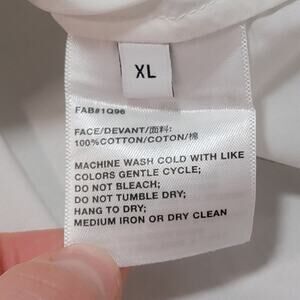 XL
FAB#1Q96
FACE/DEVANT/面料:
100%COTTON/COTON/棉
MACHINE WASH COLD WITH LIKE
COLORS GENTLE CYCLE;
DO NOT BLEACH;
DO NOT TUMBLE DRY;
HANG TO DRY;
MEDIUM IRON OR DRY CLEAN